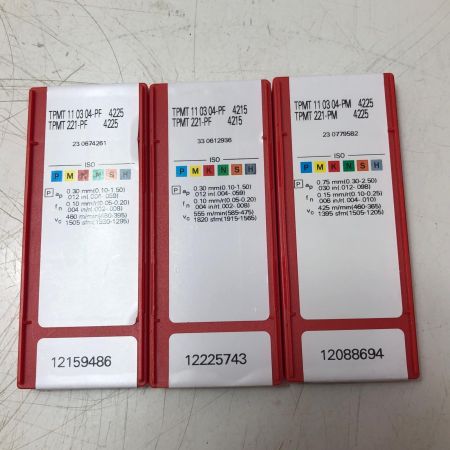 TPMT 11 03 04-PF 4225
TPMT 221-PF 4225
23 0674261
ISO
P M K N S H
P ap 0.30 mm(0.10-1.50)
.012 in(.004-.059)
fn 0.10 mm/r(0.05-0.20)
.004 in/r(.002-.008)
vc 460 m/min(480-395)
1505 sfm(1530-1295)
12159486
TPMT 11 03 04-PF 4215
TPMT 221-PF 4215
33 0612936
ISO
P M K N S H
P ap 0.30 mm(0.10-1.50)
.012 in(.004-.059)
fn 0.10 mm/r(0.05-0.20)
.004 in/r(.002-.008)
vc 555 m/min(585-475)
1820 sfm(1915-1565)
12225743
TPMT 11 03 04-PM 4225
TPMT 221-PM 4225
23 0779582
ISO
P M K N S H
P ap 0.75 mm(0.30-2.50)
.030 in(.012-.098)
fn 0.15 mm/r(0.10-0.25)
.006 in/r(.004-.010)
vc 425 m/min(460-365)
1395 sfm(1505-1205)
12088694